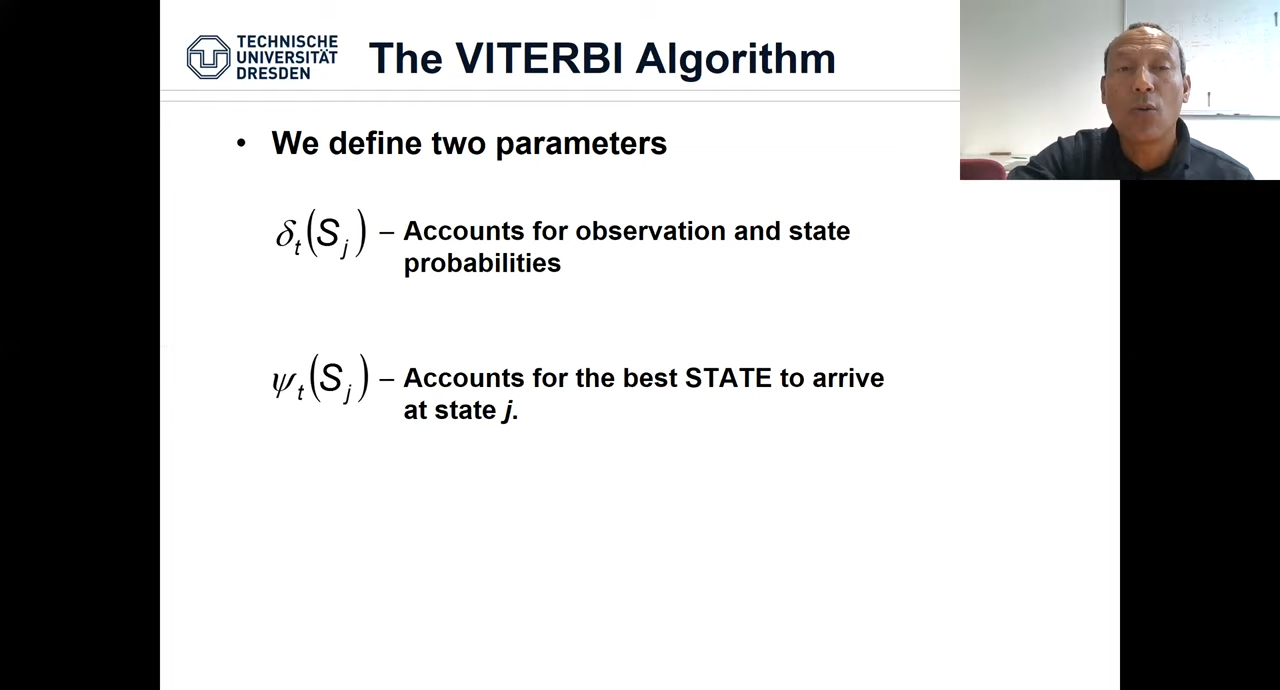 TECHNISCHE
UNIVERSITÄT
DRESDEN
The VITERBI Algorithm
• We define two parameters
δₜ(Sⱼ) – Accounts for observation and state
probabilities
ψₜ(Sⱼ) – Accounts for the best STATE to arrive
at state j.